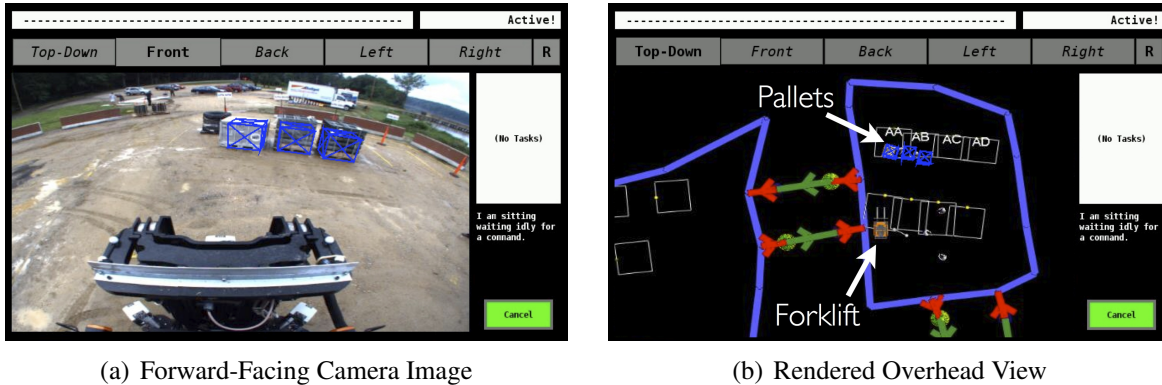 Active!
Top-Down Front Back Left Right R
(No Tasks)
I am sitting
waiting idly for
a command.
Cancel
(a) Forward-Facing Camera Image
Active!
Top-Down Front Back Left Right R
Pallets
AA AB AC AD
(No Tasks)
I am sitting
waiting idly for
a command.
Forklift
Cancel
(b) Rendered Overhead View